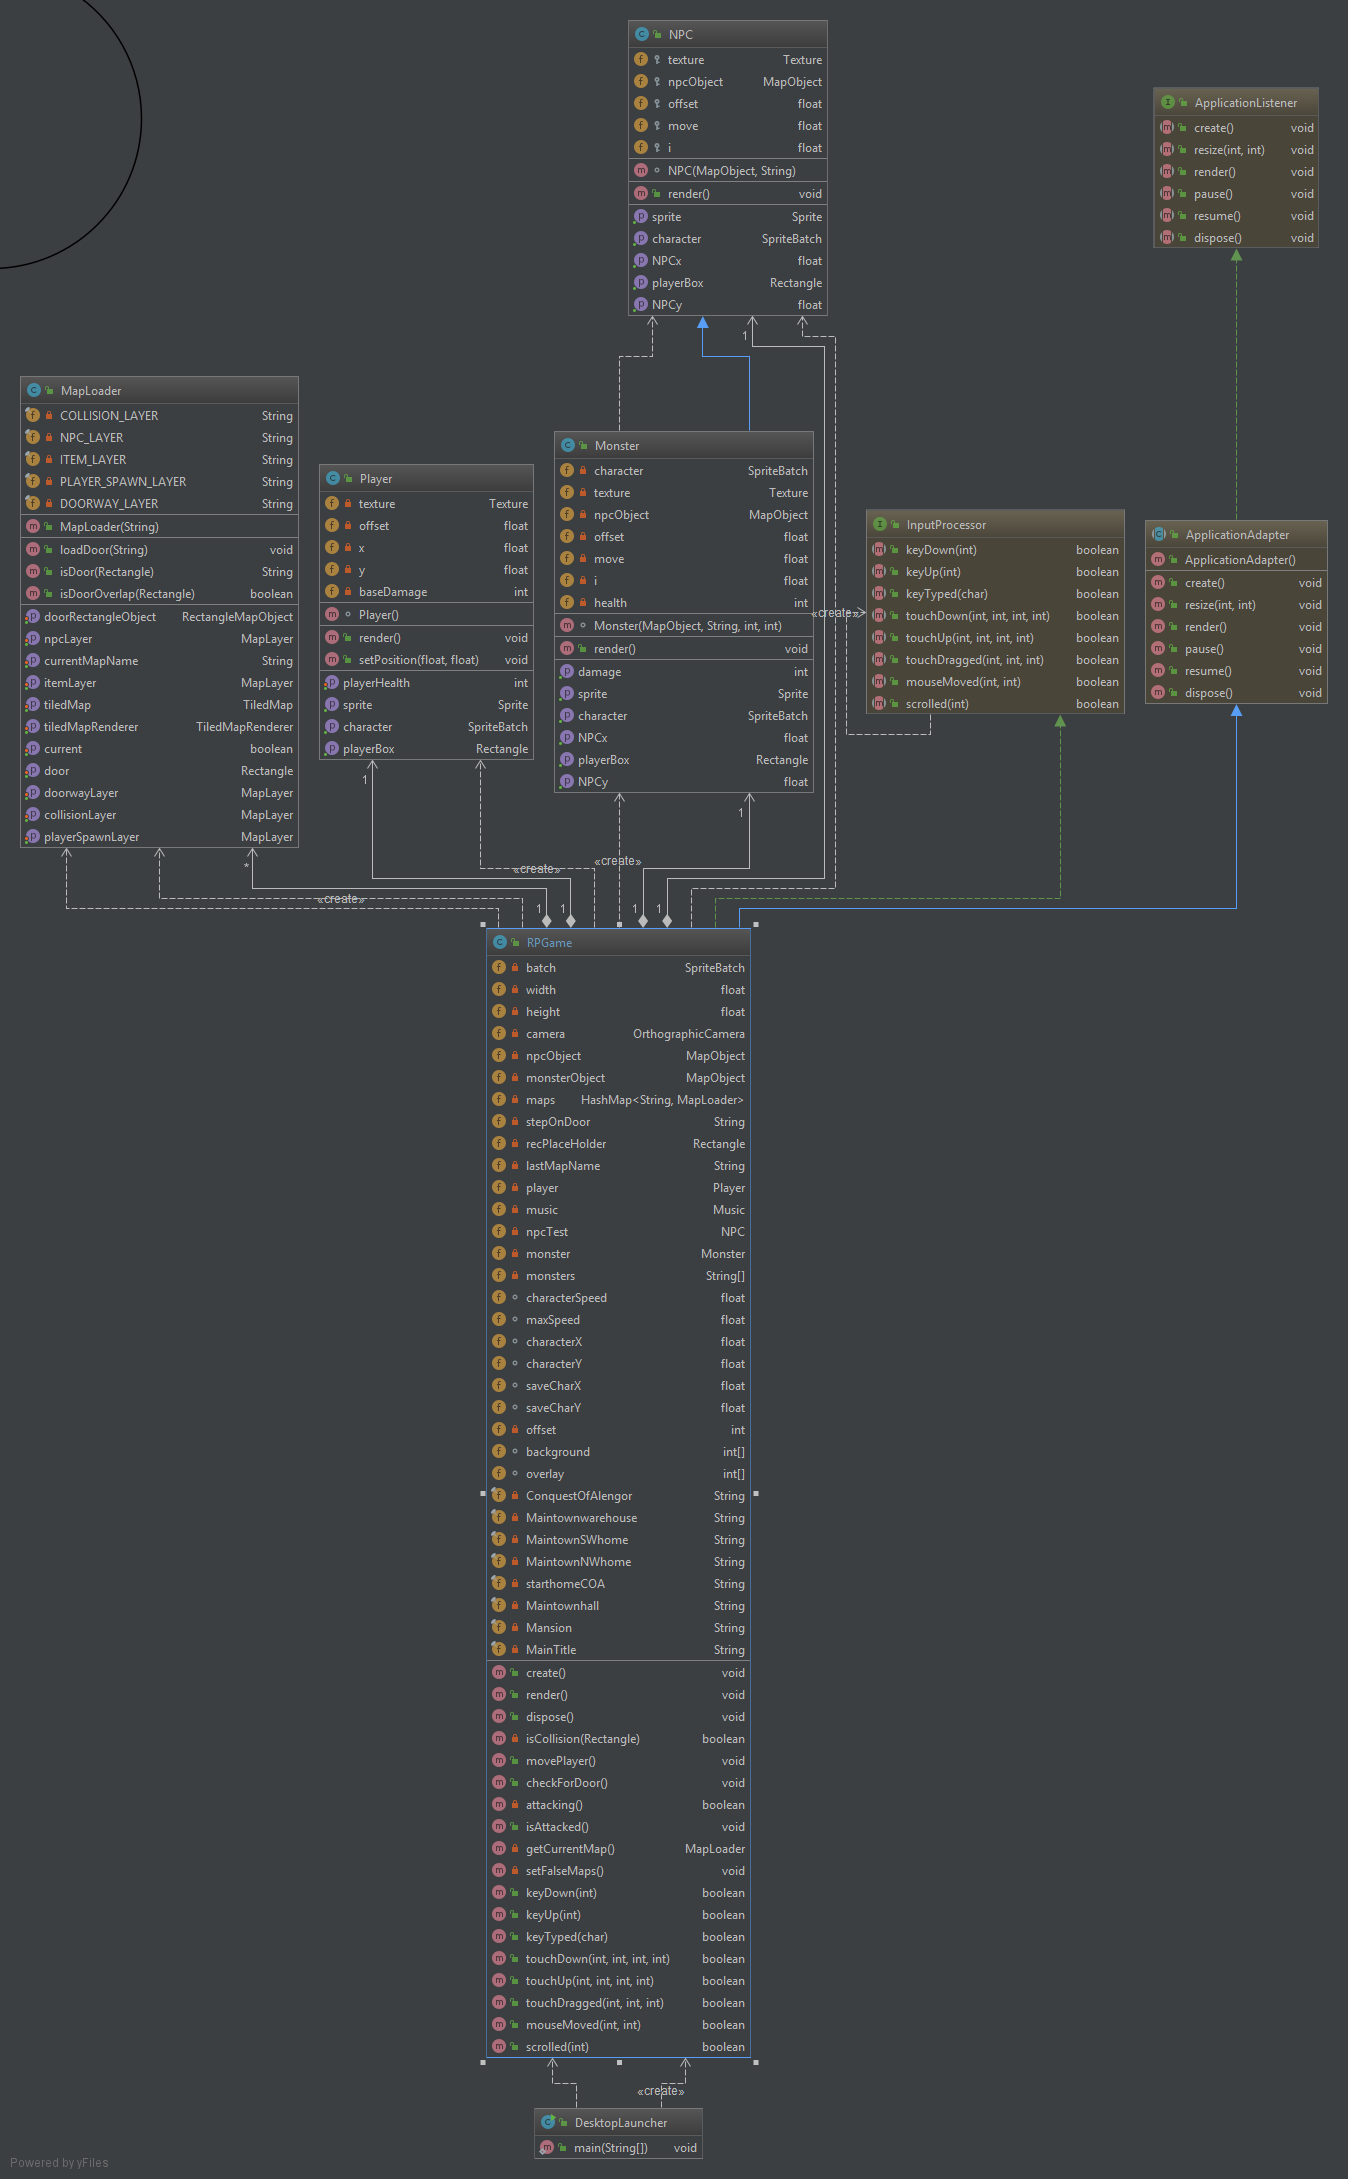 NPC
texture Texture
npcObject MapObject
offset float
move float
i float
NPC(MapObject, String)
render() void
sprite Sprite
character SpriteBatch
NPCx float
playerBox Rectangle
NPCy float
ApplicationListener
create() void
resize(int, int) void
render() void
pause() void
resume() void
dispose() void
1
MapLoader
COLLISION_LAYER String
NPC_LAYER String
ITEM_LAYER String
PLAYER_SPAWN_LAYER String
DOORWAY_LAYER String
MapLoader(String)
loadDoor(String) void
isDoor(Rectangle) String
isDoorOverlap(Rectangle) boolean
doorRectangleObject RectangleMapObject
npcLayer MapLayer
currentMapName String
itemLayer MapLayer
tiledMap TiledMap
tiledMapRenderer TiledMapRenderer
current boolean
door Rectangle
doorwayLayer MapLayer
collisionLayer MapLayer
playerSpawnLayer MapLayer
Player
texture Texture
offset float
x float
y float
baseDamage int
Player()
render() void
setPosition(float, float) void
playerHealth int
sprite Sprite
character SpriteBatch
playerBox Rectangle
Monster
character SpriteBatch
texture Texture
npcObject MapObject
offset float
move float
i float
health int
Monster(MapObject, String, int, int)
render() void
damage int
sprite Sprite
character SpriteBatch
NPCx float
playerBox Rectangle
NPCy float
InputProcessor
keyDown(int) boolean
keyUp(int) boolean
keyTyped(char) boolean
touchDown(int, int, int, int) boolean
touchUp(int, int, int, int) boolean
touchDragged(int, int, int) boolean
mouseMoved(int, int) boolean
scrolled(int) boolean
«create»
ApplicationAdapter
ApplicationAdapter()
create() void
resize(int, int) void
render() void
pause() void
resume() void
dispose() void
1
1
*
«create»
«create»
«create»
1 1 1 1
RPGame
batch SpriteBatch
width float
height float
camera OrthographicCamera
npcObject MapObject
monsterObject MapObject
maps HashMap<String, MapLoader>
stepOnDoor String
recPlaceHolder Rectangle
lastMapName String
player Player
music Music
npcTest NPC
monster Monster
monsters String[]
characterSpeed float
maxSpeed float
characterX float
characterY float
saveCharX float
saveCharY float
offset int
background int[]
overlay int[]
ConquestOfAlengor String
Maintownwarehouse String
MaintownSWhome String
MaintownNWhome String
starthomeCOA String
Maintownhall String
Mansion String
MainTitle String
create() void
render() void
dispose() void
isCollision(Rectangle) boolean
movePlayer() void
checkForDoor() void
attacking() boolean
isAttacked() void
getCurrentMap() MapLoader
setFalseMaps() void
keyDown(int) boolean
keyUp(int) boolean
keyTyped(char) boolean
touchDown(int, int, int, int) boolean
touchUp(int, int, int, int) boolean
touchDragged(int, int, int) boolean
mouseMoved(int, int) boolean
scrolled(int) boolean
«create»
DesktopLauncher
main(String[]) void
Powered by yFiles